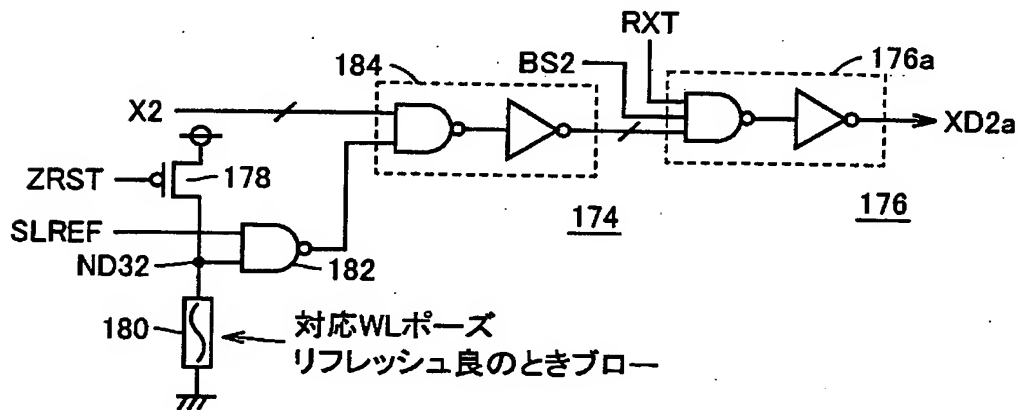 RXT
176a
184
BS2
X2
XD2a
ZRST
178
174
176
SLREF
ND32
182
180
対応WLポーズ
リフレッシュ良のときブロー